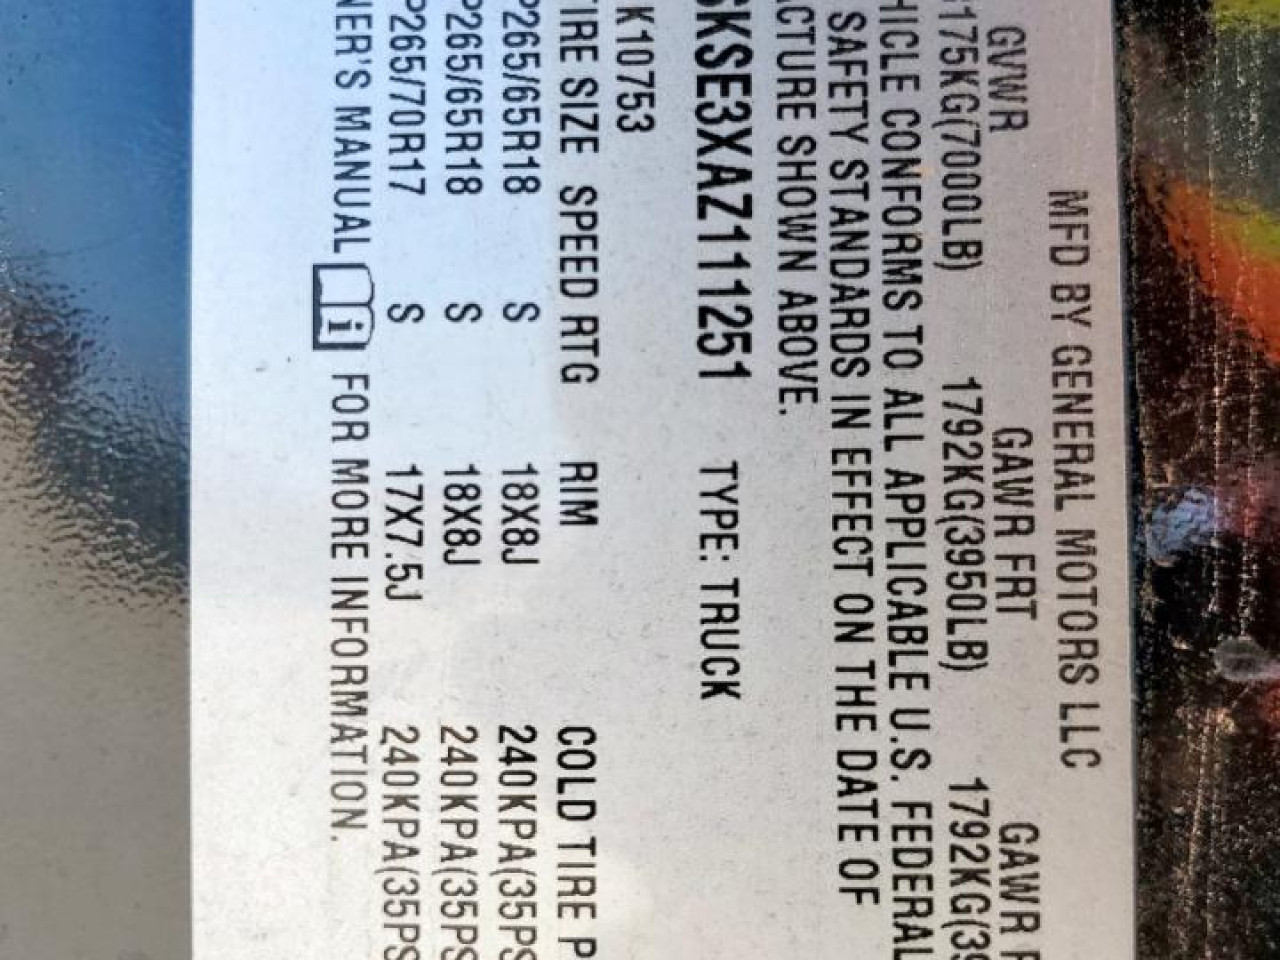 MFD BY GENERAL MOTORS LLC
GVWR GAWR FRT GAWR R
175KG(7000LB) 1792KG(3950LB) 1792KG(39
HICLE CONFORMS TO ALL APPLICABLE U.S. FEDERAL
SAFETY STANDARDS IN EFFECT ON THE DATE OF
CTURE SHOWN ABOVE.
SKSE3XAZ111251 TYPE: TRUCK
K10753
TIRE SIZE SPEED RTG RIM COLD TIRE P
P265/65R18 S 18X8J 240KPA(35PS
P265/65R18 S 18X8J 240KPA(35PS
P265/70R17 S 17X7.5J 240KPA(35PS
NER'S MANUAL FOR MORE INFORMATION.